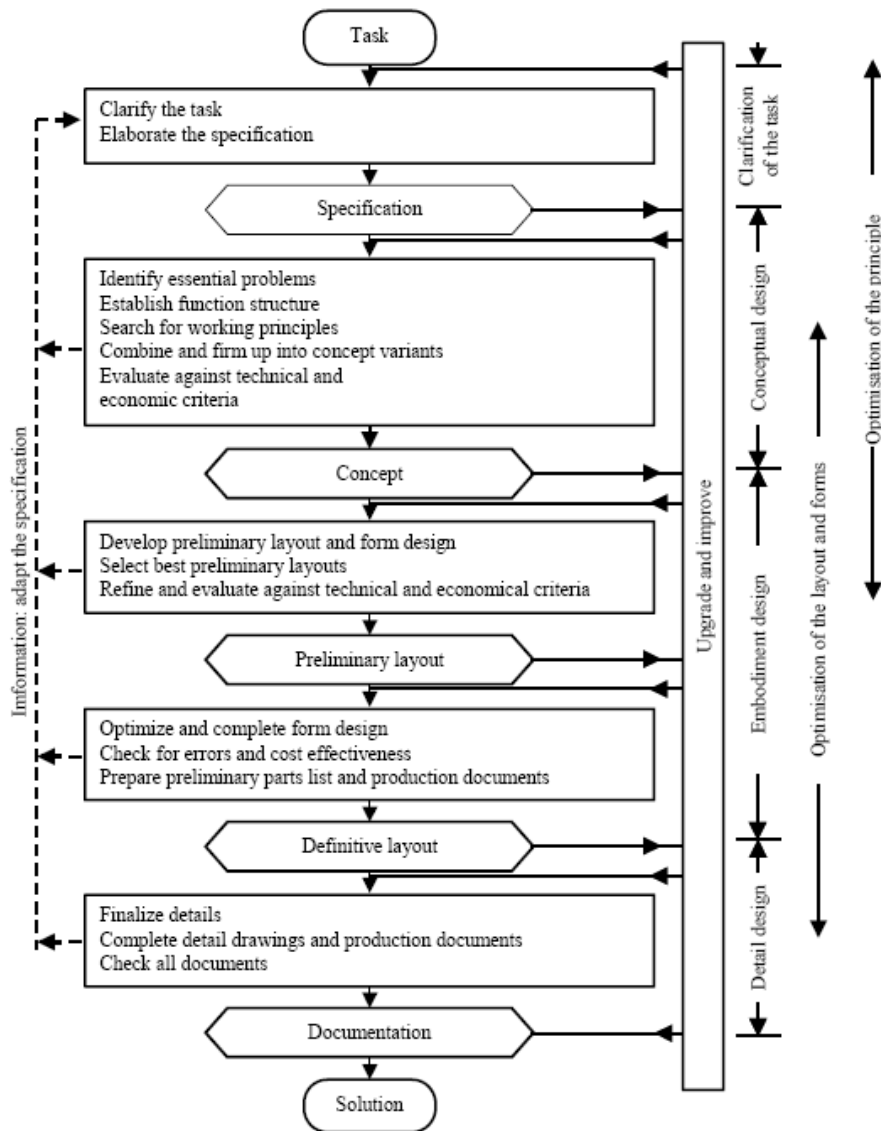 Task
Clarify the task
Elaborate the specification
Specification
Identify essential problems
Establish function structure
Search for working principles
Combine and firm up into concept variants
Evaluate against technical and
economic criteria
Concept
Develop preliminary layout and form design
Select best preliminary layouts
Refine and evaluate against technical and economical criteria
Preliminary layout
Optimize and complete form design
Check for errors and cost effectiveness
Prepare preliminary parts list and production documents
Definitive layout
Finalize details
Complete detail drawings and production documents
Check all documents
Documentation
Solution
Imformation: adapt the specification
Upgrade and improve
Clarification
of the task
Conceptual design
Embodiment design
Detail design
Optimisation of the layout and forms
Optimisation of the principle